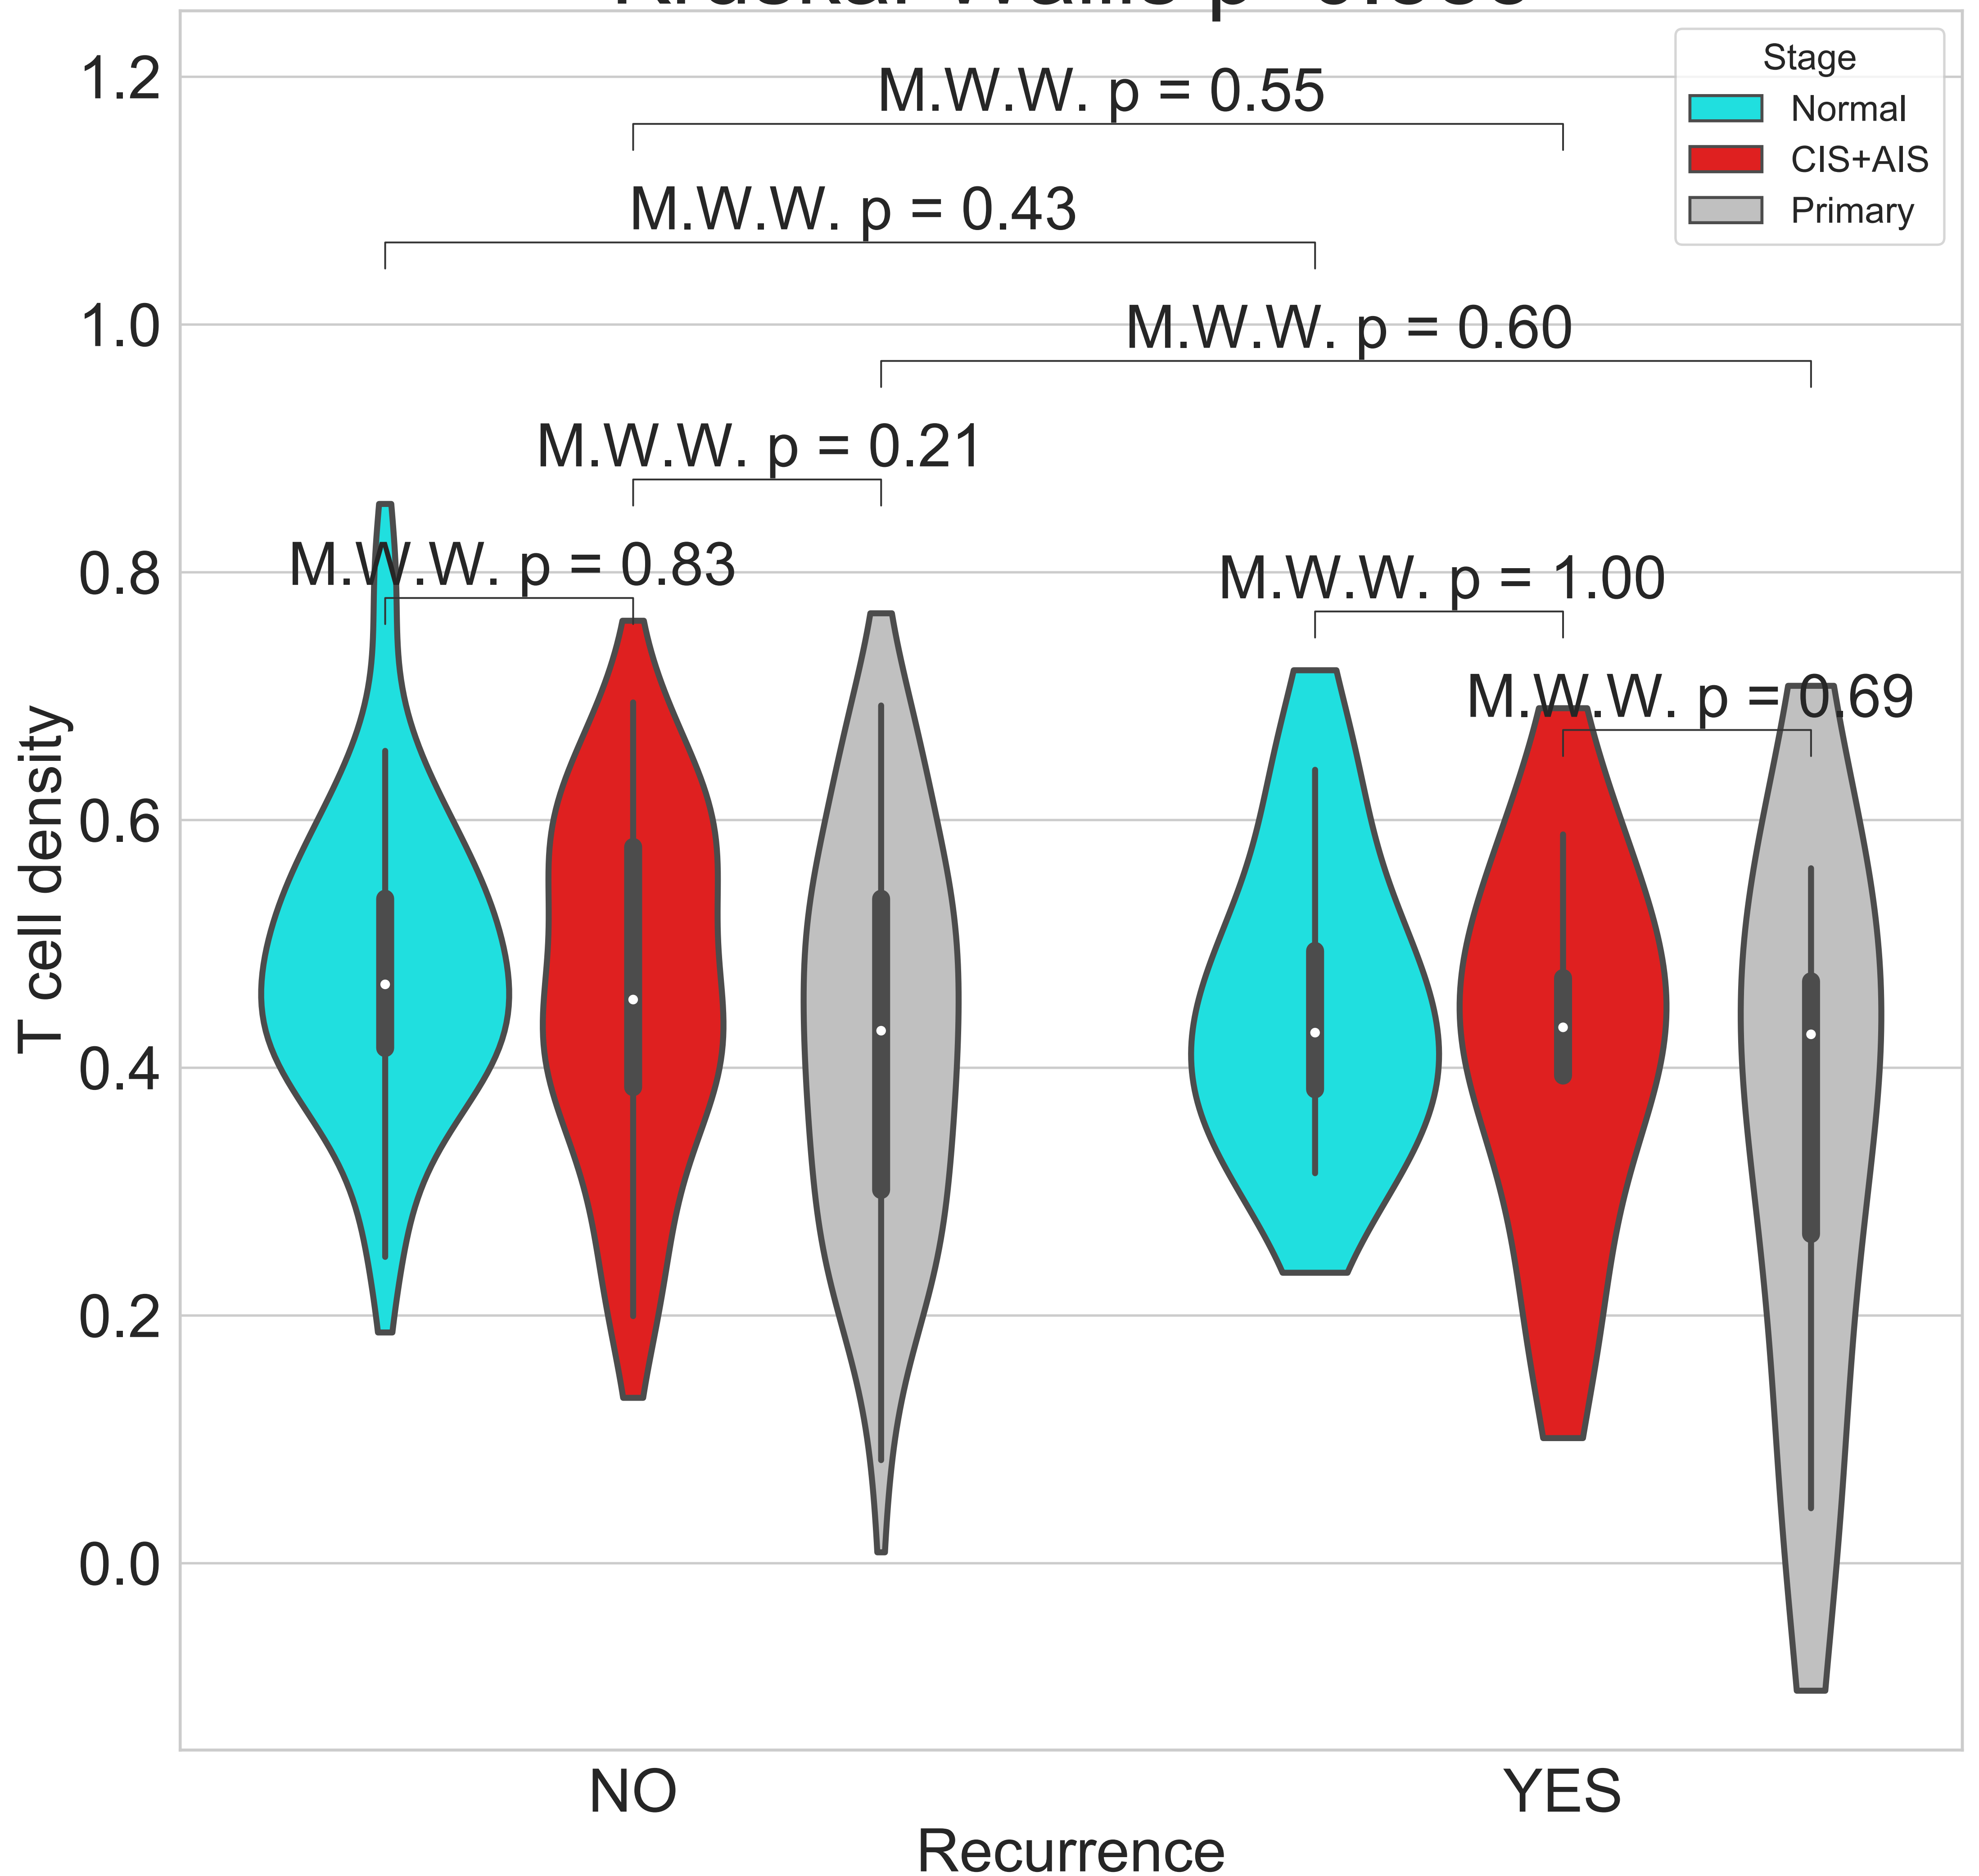 Stage
Normal
CIS+AIS
Primary
M.W.W. p = 0.55
M.W.W. p = 0.43
M.W.W. p = 0.60
M.W.W. p = 0.21
M.W.W. p = 0.83
M.W.W. p = 1.00
M.W.W. p = 0.69
1.2
1.0
0.8
0.6
0.4
0.2
0.0
T cell density
NO
YES
Recurrence